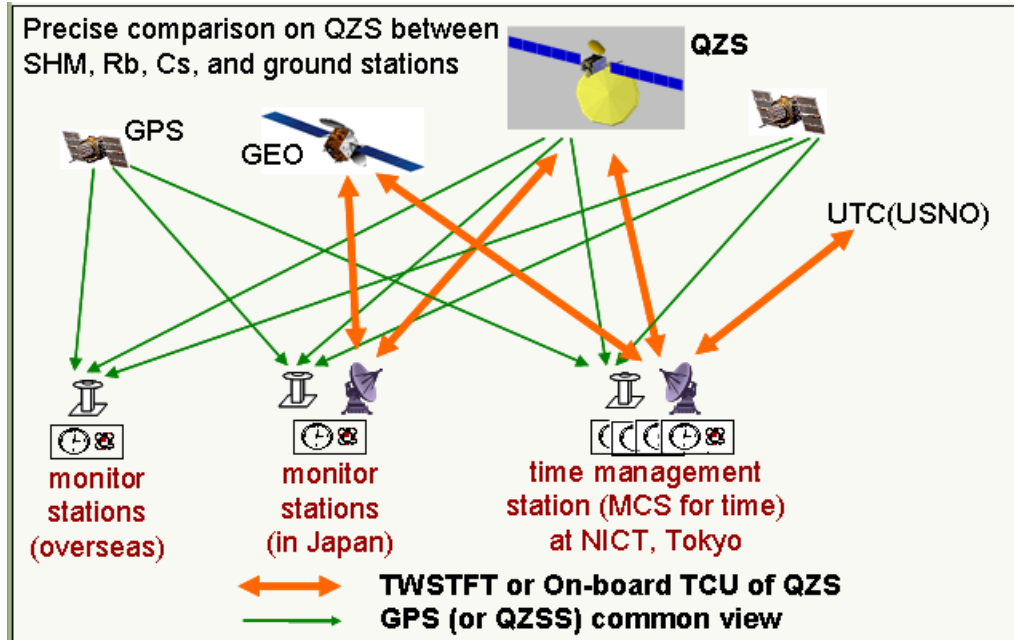 Precise comparison on QZS between
SHM, Rb, Cs, and ground stations
QZS
GPS
GEO
UTC(USNO)
monitor
stations
(overseas)
monitor
stations
(in Japan)
time management
station (MCS for time)
at NICT, Tokyo
TWSTFT or On-board TCU of QZS
GPS (or QZSS) common view